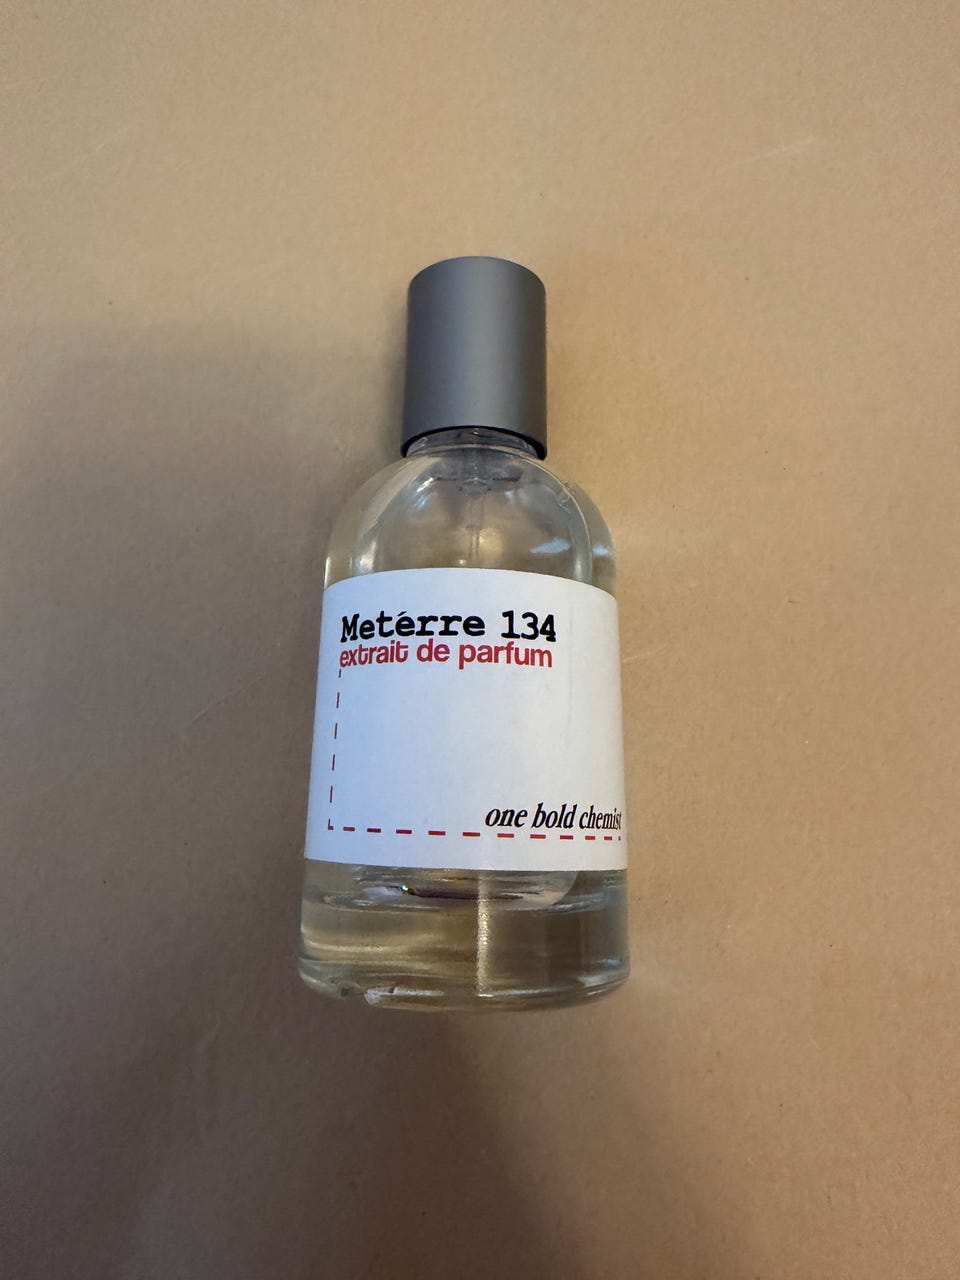 Metérre 134
extrait de parfum
one bold chemist